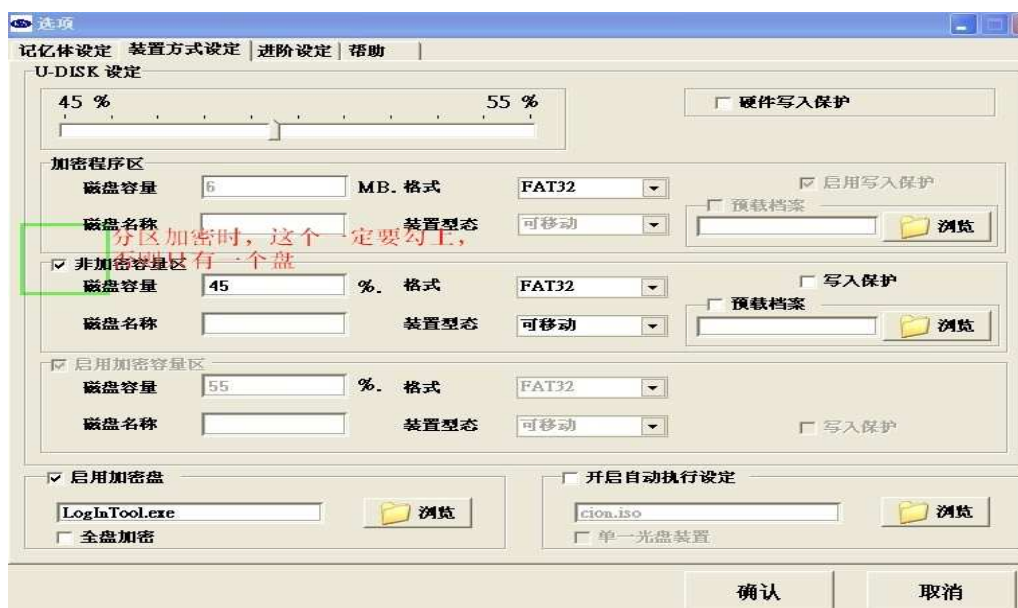 选项
记忆体设定 装置方式设定 进阶设定 帮助
U-DISK 设定
45 % 55 %
硬件写入保护
加密程序区
磁盘容量 6 MB. 格式 FAT32 启用写入保护
预载档案
磁盘名称 装置型态 可移动 浏览
分区加密时，这个一定要勾上，
否则只有一个盘
非加密容量区
磁盘容量 45 %. 格式 FAT32 写入保护
预载档案
磁盘名称 装置型态 可移动 浏览
启用加密容量区
磁盘容量 55 %. 格式 FAT32
磁盘名称 装置型态 可移动 写入保护
启用加密盘 开启自动执行设定
LogInTool.exe 浏览 cion.iso 浏览
全盘加密 单一光盘装置
确认 取消